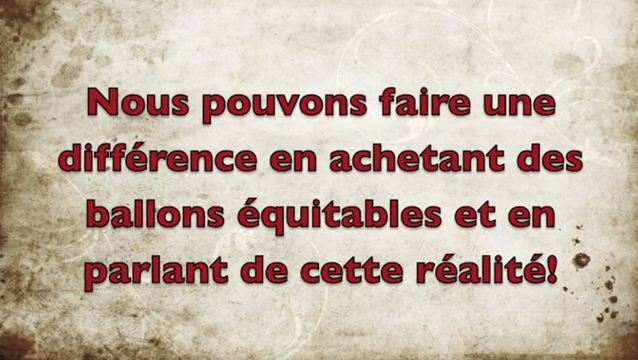 Nous pouvons faire une
différence en achetant des
ballons équitables et en
parlant de cette réalité!